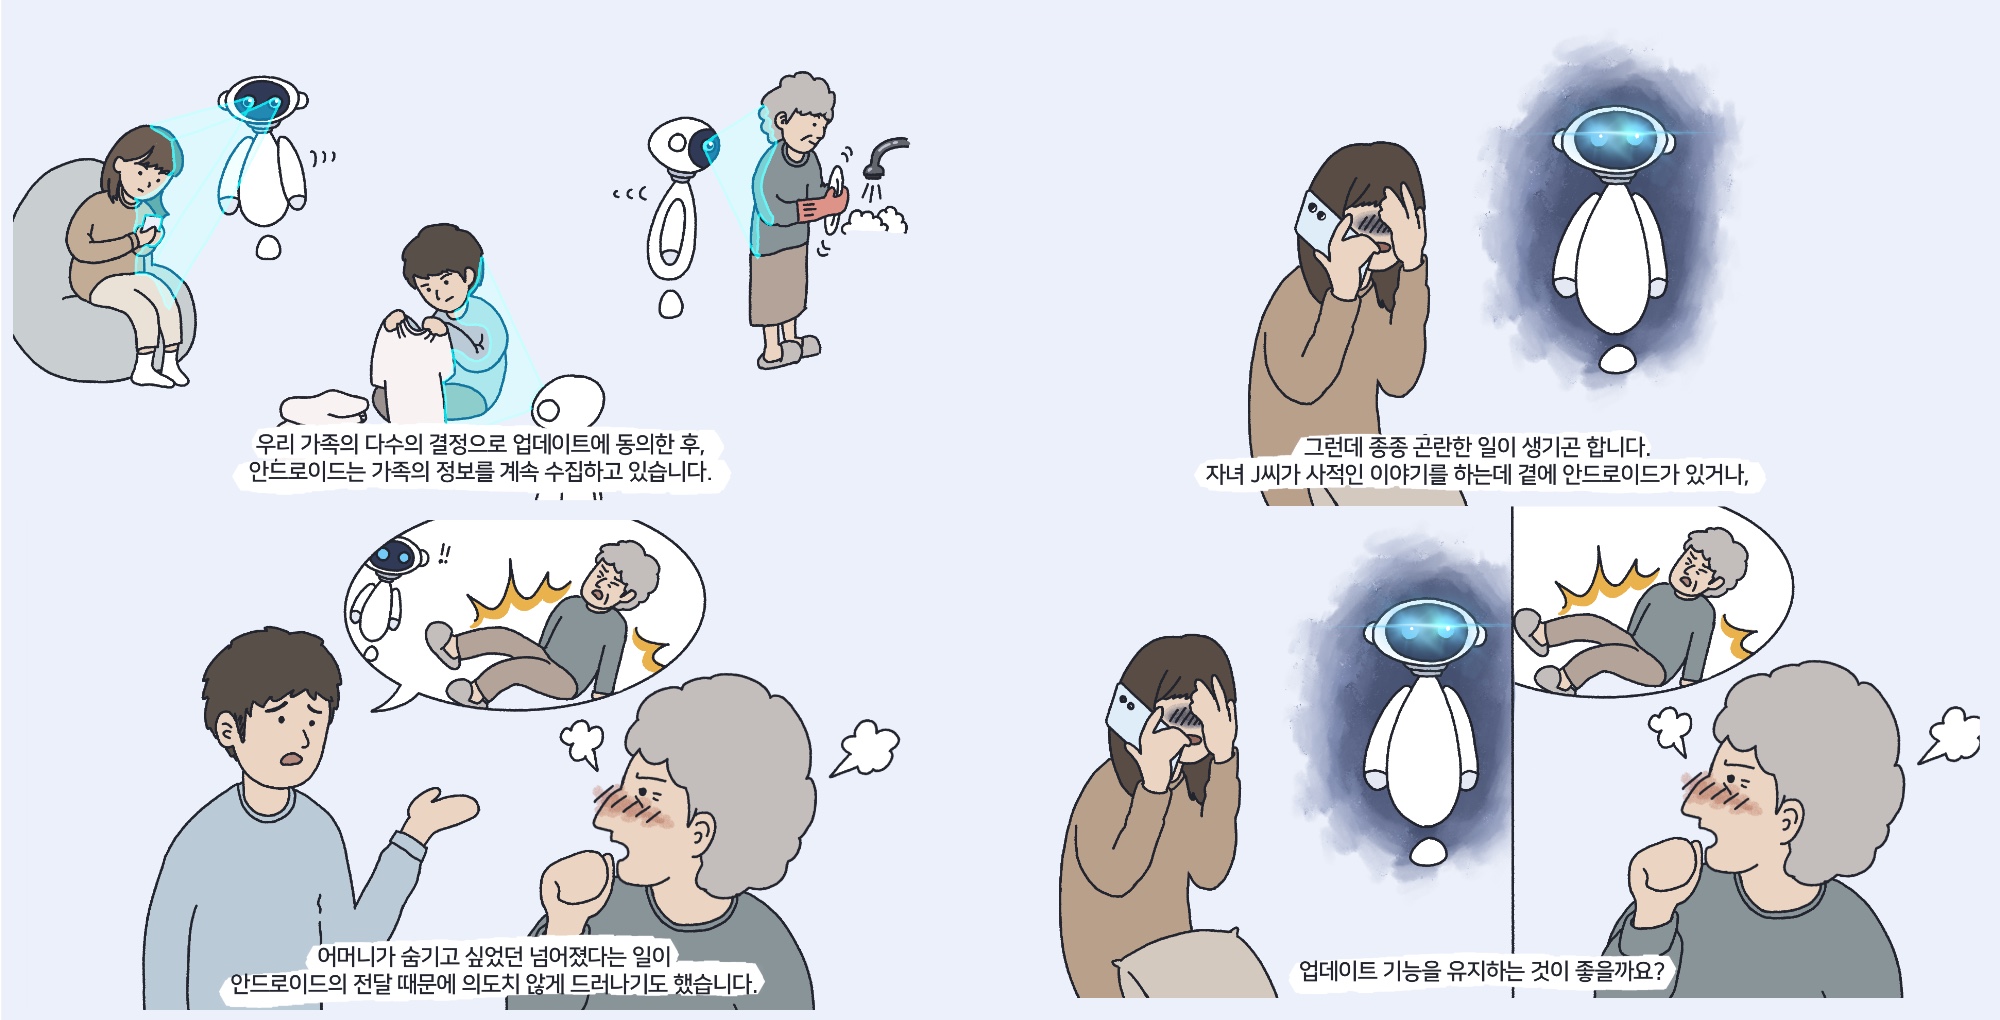 우리 가족의 다수의 결정으로 업데이트에 동의한 후,
안드로이드는 가족의 정보를 계속 수집하고 있습니다.
그런데 종종 곤란한 일이 생기곤 합니다.
자녀 J씨가 사적인 이야기를 하는데 곁에 안드로이드가 있거나,
!!
어머니가 숨기고 싶었던 넘어졌다는 일이
안드로이드의 전달 때문에 의도치 않게 드러나기도 했습니다.
업데이트 기능을 유지하는 것이 좋을까요?